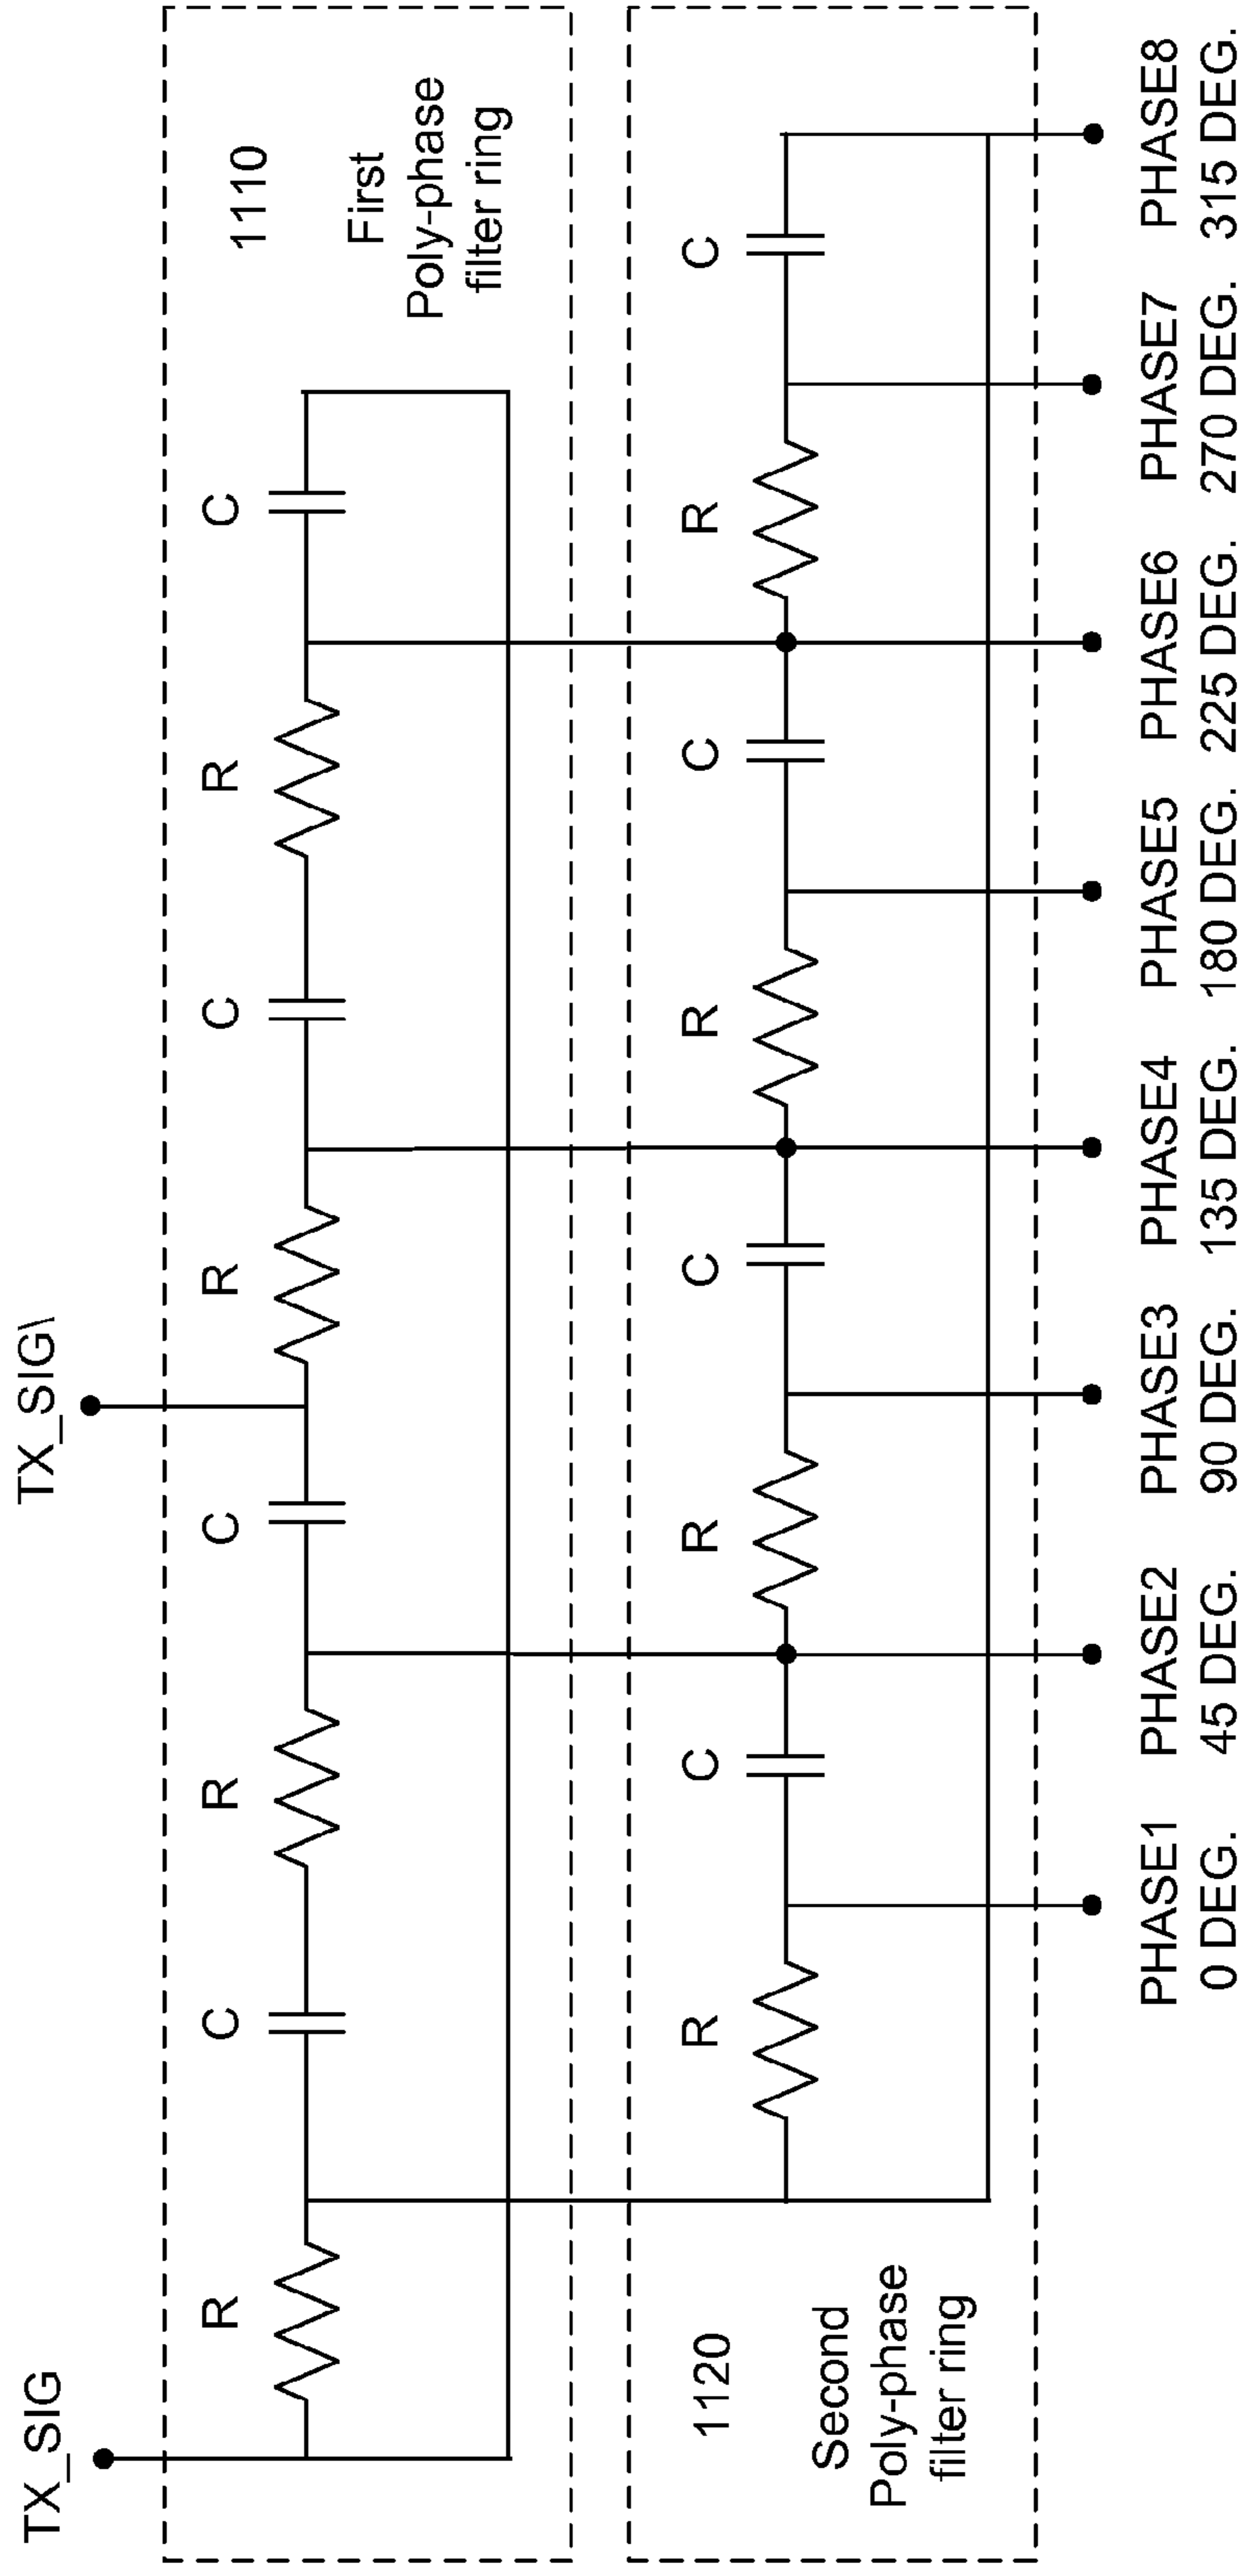 TX_SIG
TX_SIG\
R
C
R
C
R
C
R
C
1110
First
Poly-phase
filter ring
1120
Second
Poly-phase
filter ring
R
C
R
C
R
C
R
C
PHASE1 PHASE2 PHASE3 PHASE4 PHASE5 PHASE6 PHASE7 PHASE8
0 DEG. 45 DEG. 90 DEG. 135 DEG. 180 DEG. 225 DEG. 270 DEG. 315 DEG.